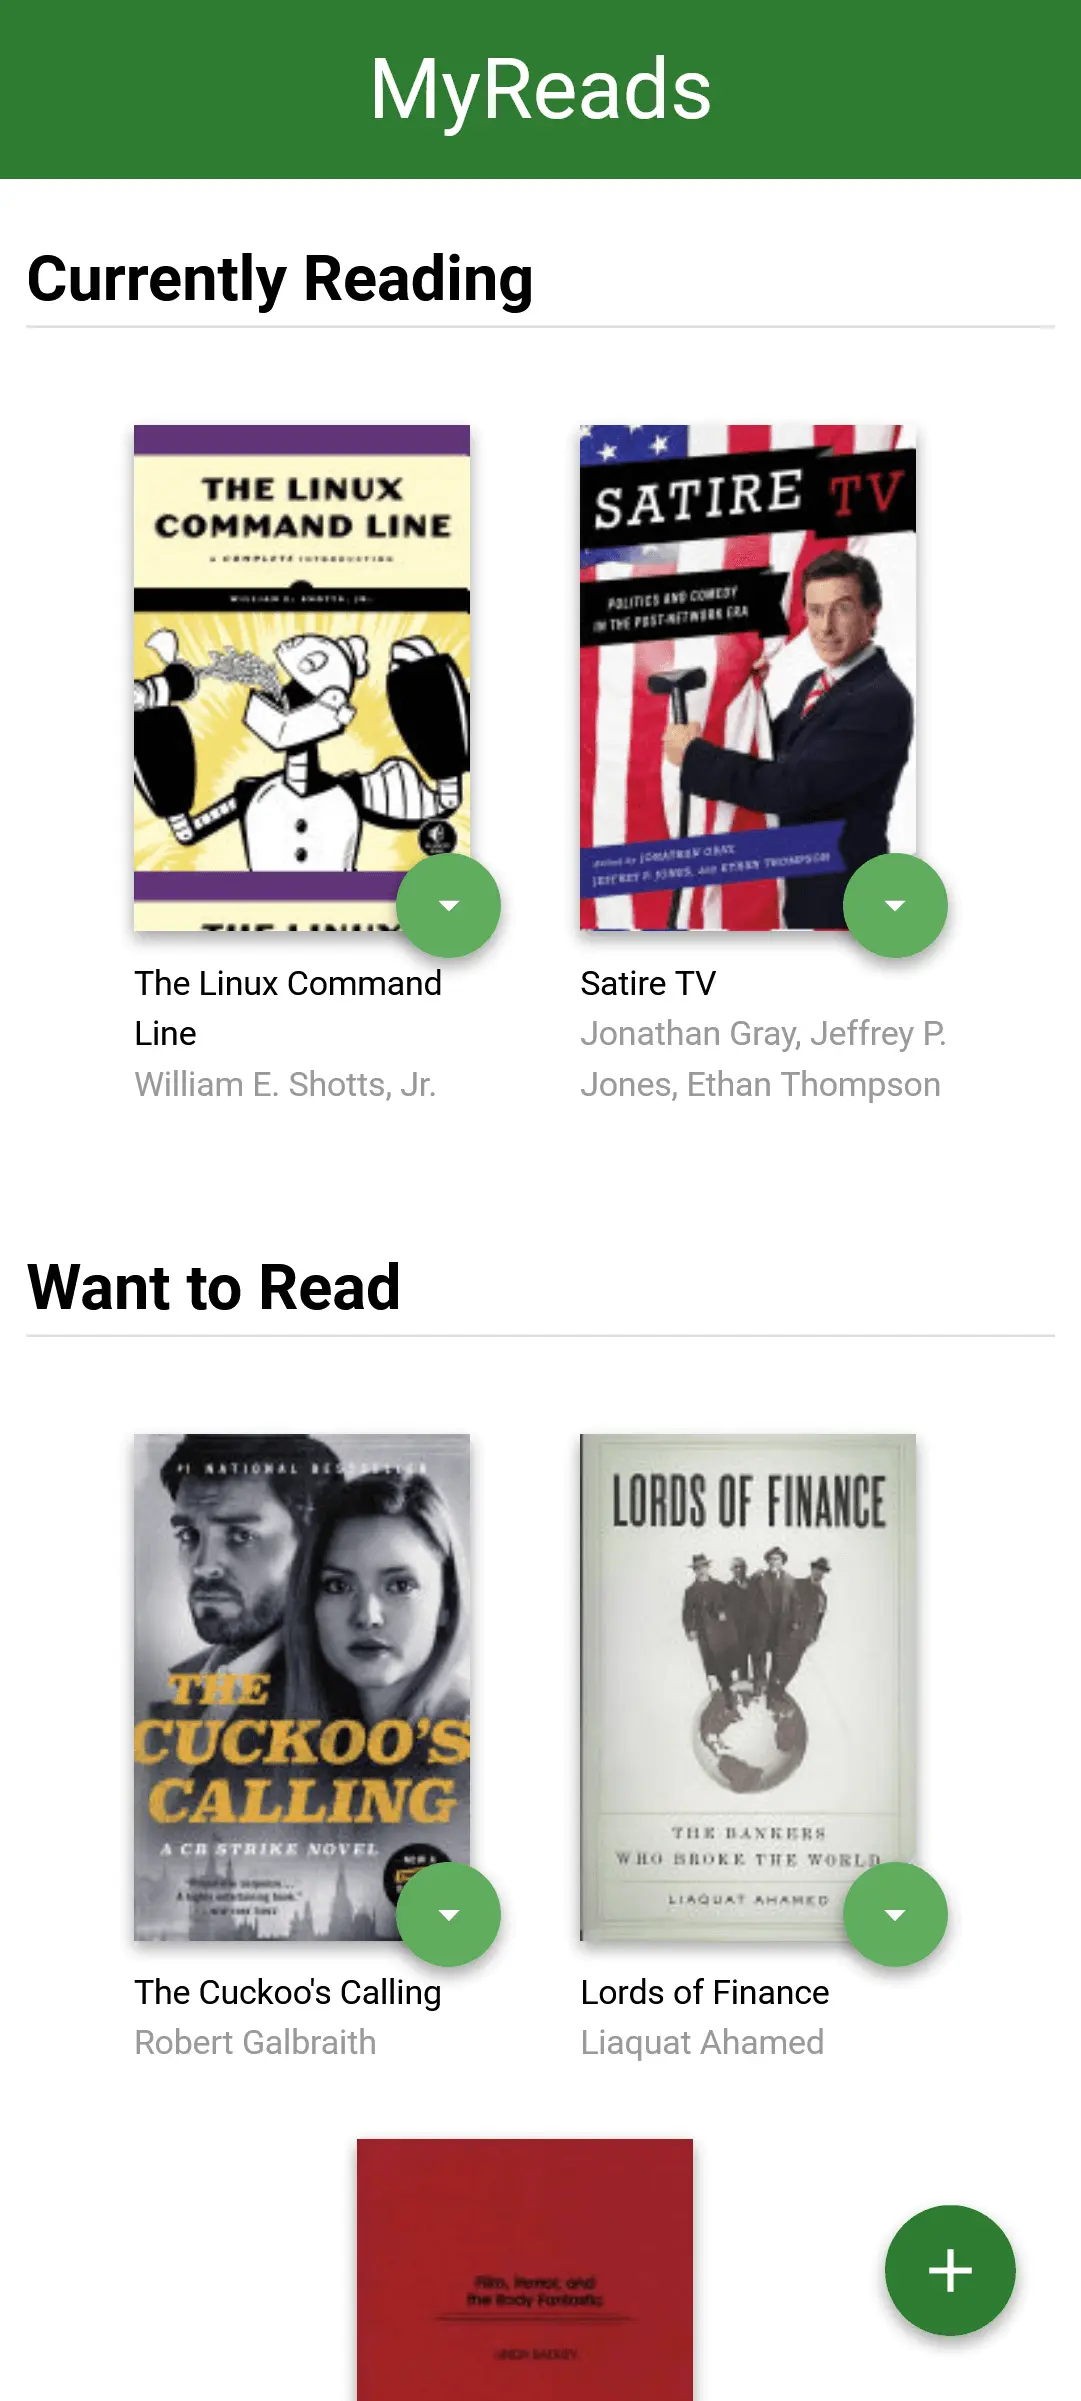 MyReads
Currently Reading
THE LINUX
COMMAND LINE
A COMPLETE INTRODUCTION
WILLIAM E. SHOTTS, JR.
THE LINUX
SATIRE TV
POLITICS AND COMEDY
IN THE POST-NETWORK ERA
Edited by JONATHAN GRAY,
JEFFREY P. JONES, AND ETHAN THOMPSON
The Linux Command
Line
William E. Shotts, Jr.
Satire TV
Jonathan Gray, Jeffrey P.
Jones, Ethan Thompson
Want to Read
#1 NATIONAL BESTSELLER
THE
CUCKOO'S
CALLING
A CB STRIKE NOVEL
LORDS OF FINANCE
THE BANKERS
WHO BROKE THE WORLD
LIAQUAT AHAMED
The Cuckoo's Calling
Robert Galbraith
Lords of Finance
Liaquat Ahamed
Film, Horror, and
the Body Fantastic